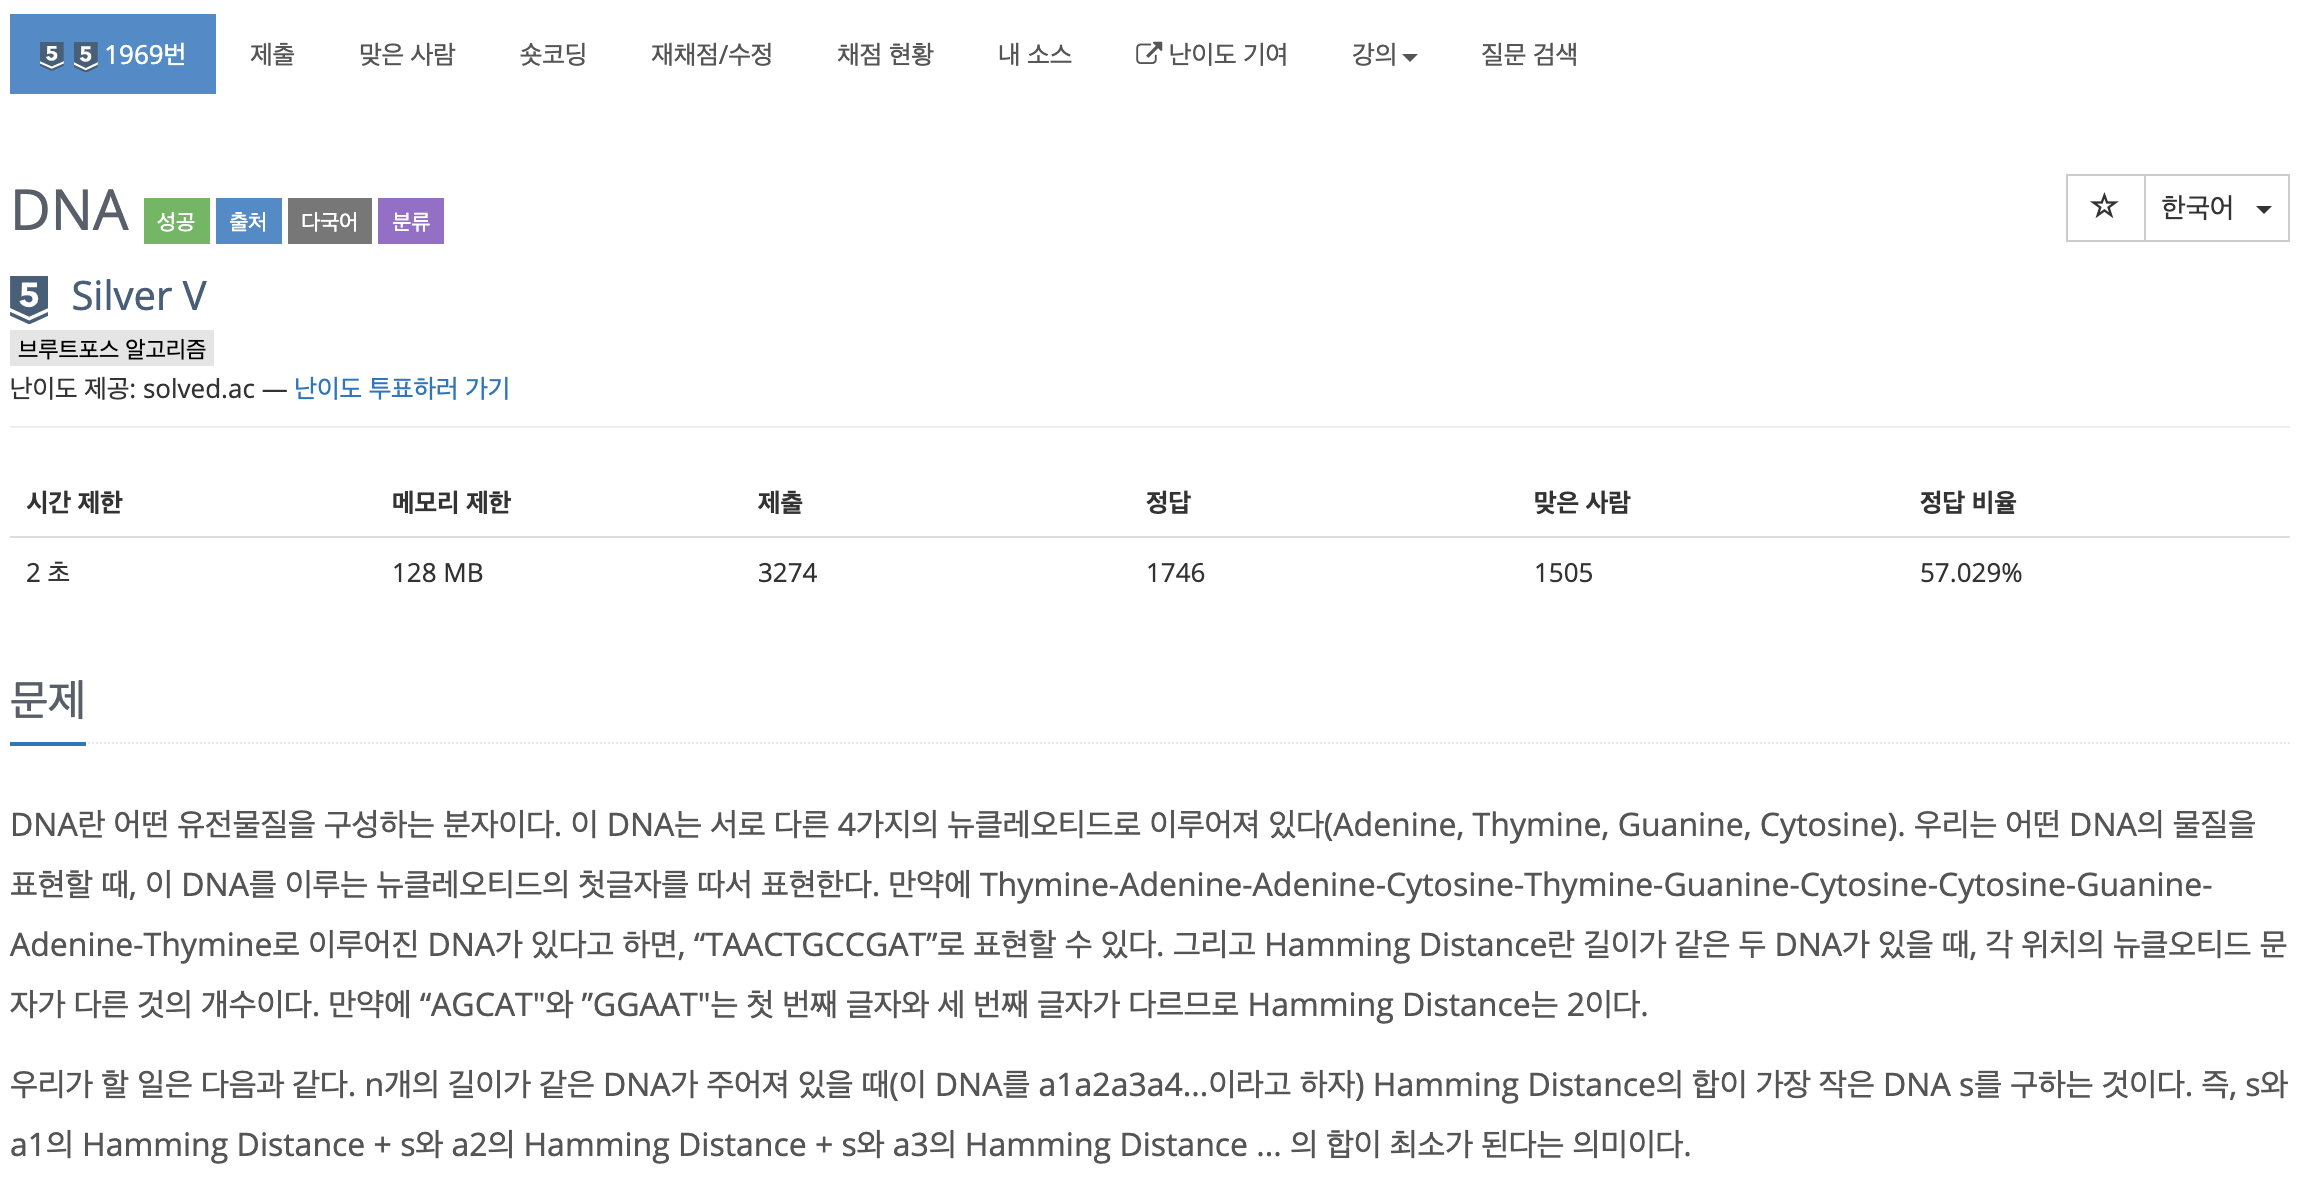 5 5 1969번 제출 맞은 사람 숏코딩 재채점/수정 채점 현황 내 소스 난이도 기여 강의 질문 검색
DNA 성공 출처 다국어 분류 한국어
5 Silver V
브루트포스 알고리즘
난이도 제공: solved.ac — 난이도 투표하러 가기
시간 제한 메모리 제한 제출 정답 맞은 사람 정답 비율
2 초 128 MB 3274 1746 1505 57.029%
문제
DNA란 어떤 유전물질을 구성하는 분자이다. 이 DNA는 서로 다른 4가지의 뉴클레오티드로 이루어져 있다(Adenine, Thymine, Guanine, Cytosine). 우리는 어떤 DNA의 물질을
표현할 때, 이 DNA를 이루는 뉴클레오티드의 첫글자를 따서 표현한다. 만약에 Thymine-Adenine-Adenine-Cytosine-Thymine-Guanine-Cytosine-Cytosine-Guanine-
Adenine-Thymine로 이루어진 DNA가 있다고 하면, “TAACTGCCGAT”로 표현할 수 있다. 그리고 Hamming Distance란 길이가 같은 두 DNA가 있을 때, 각 위치의 뉴클오티드 문
자가 다른 것의 개수이다. 만약에 “AGCAT"와 ”GGAAT"는 첫 번째 글자와 세 번째 글자가 다르므로 Hamming Distance는 2이다.
우리가 할 일은 다음과 같다. n개의 길이가 같은 DNA가 주어져 있을 때(이 DNA를 a1a2a3a4...이라고 하자) Hamming Distance의 합이 가장 작은 DNA s를 구하는 것이다. 즉, s와
a1의 Hamming Distance + s와 a2의 Hamming Distance + s와 a3의 Hamming Distance ... 의 합이 최소가 된다는 의미이다.